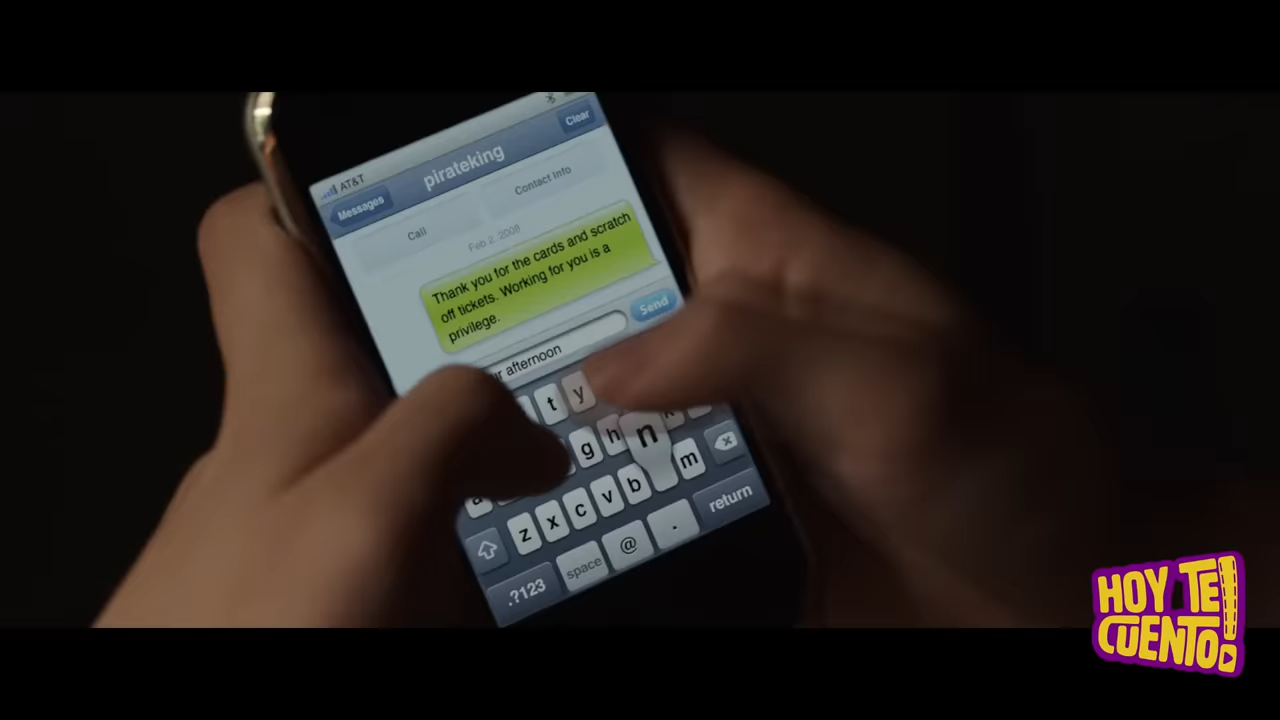 AT&T
Messages
pirateking
Clear
Call
Contact Info
Feb 2, 2008
Thank you for the cards and scratch
off tickets. Working for you is a
privilege.
afternoon
Send
t y
g h n
z x c v b m
.?123 space @ . return
HOY TE
CUENTO!